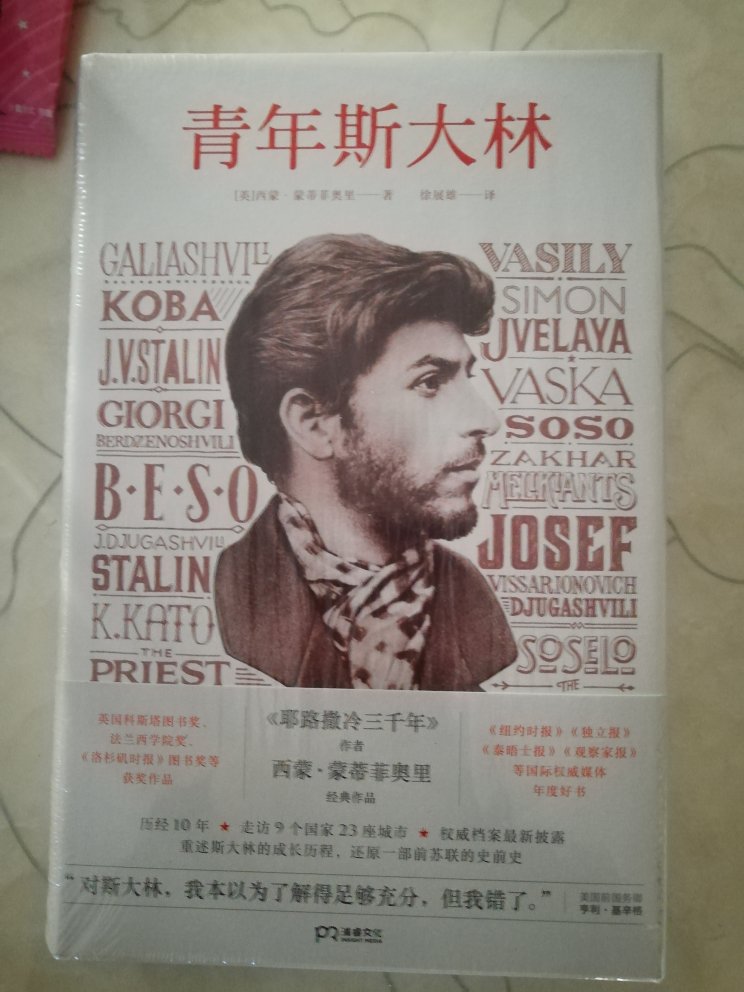 青年斯大林
[英]西蒙·蒙蒂菲奥里——著 徐展雄——译
GALIASHVILI
KOBA
J.V.STALIN
GIORGI
BERDZENOSHVILI
B·E·S·O
J.DJUGASHVILI
STALIN
K.KATO
THE
PRIEST
VASILY
SIMON
JVELAYA
VASKA
SOSO
ZAKHAR
MELKIANTS
JOSEF
VISSARIONOVICH
DJUGASHVILI
SOSELO
THE
英国科斯塔图书奖、
法兰西学院奖、
《洛杉矶时报》图书奖等
获奖作品
《耶路撒冷三千年》
作者
西蒙·蒙蒂菲奥里
经典作品
《纽约时报》《独立报》
《泰晤士报》《观察家报》
等国际权威媒体
年度好书
历经10年 ★ 走访9个国家23座城市 ★ 权威档案最新披露
重述斯大林的成长历程，还原一部前苏联的史前史
“对斯大林，我本以为了解得足够充分，但我错了。”
美国前国务卿
亨利·基辛格
浦睿文化
INSIGHT MEDIA